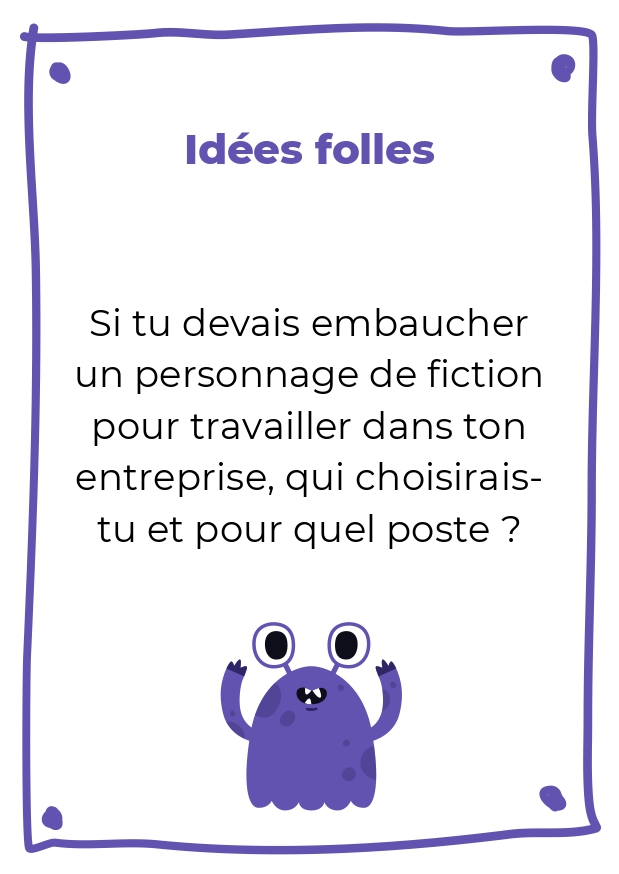 Idées folles
Si tu devais embaucher
un personnage de fiction
pour travailler dans ton
entreprise, qui choisirais-
tu et pour quel poste ?